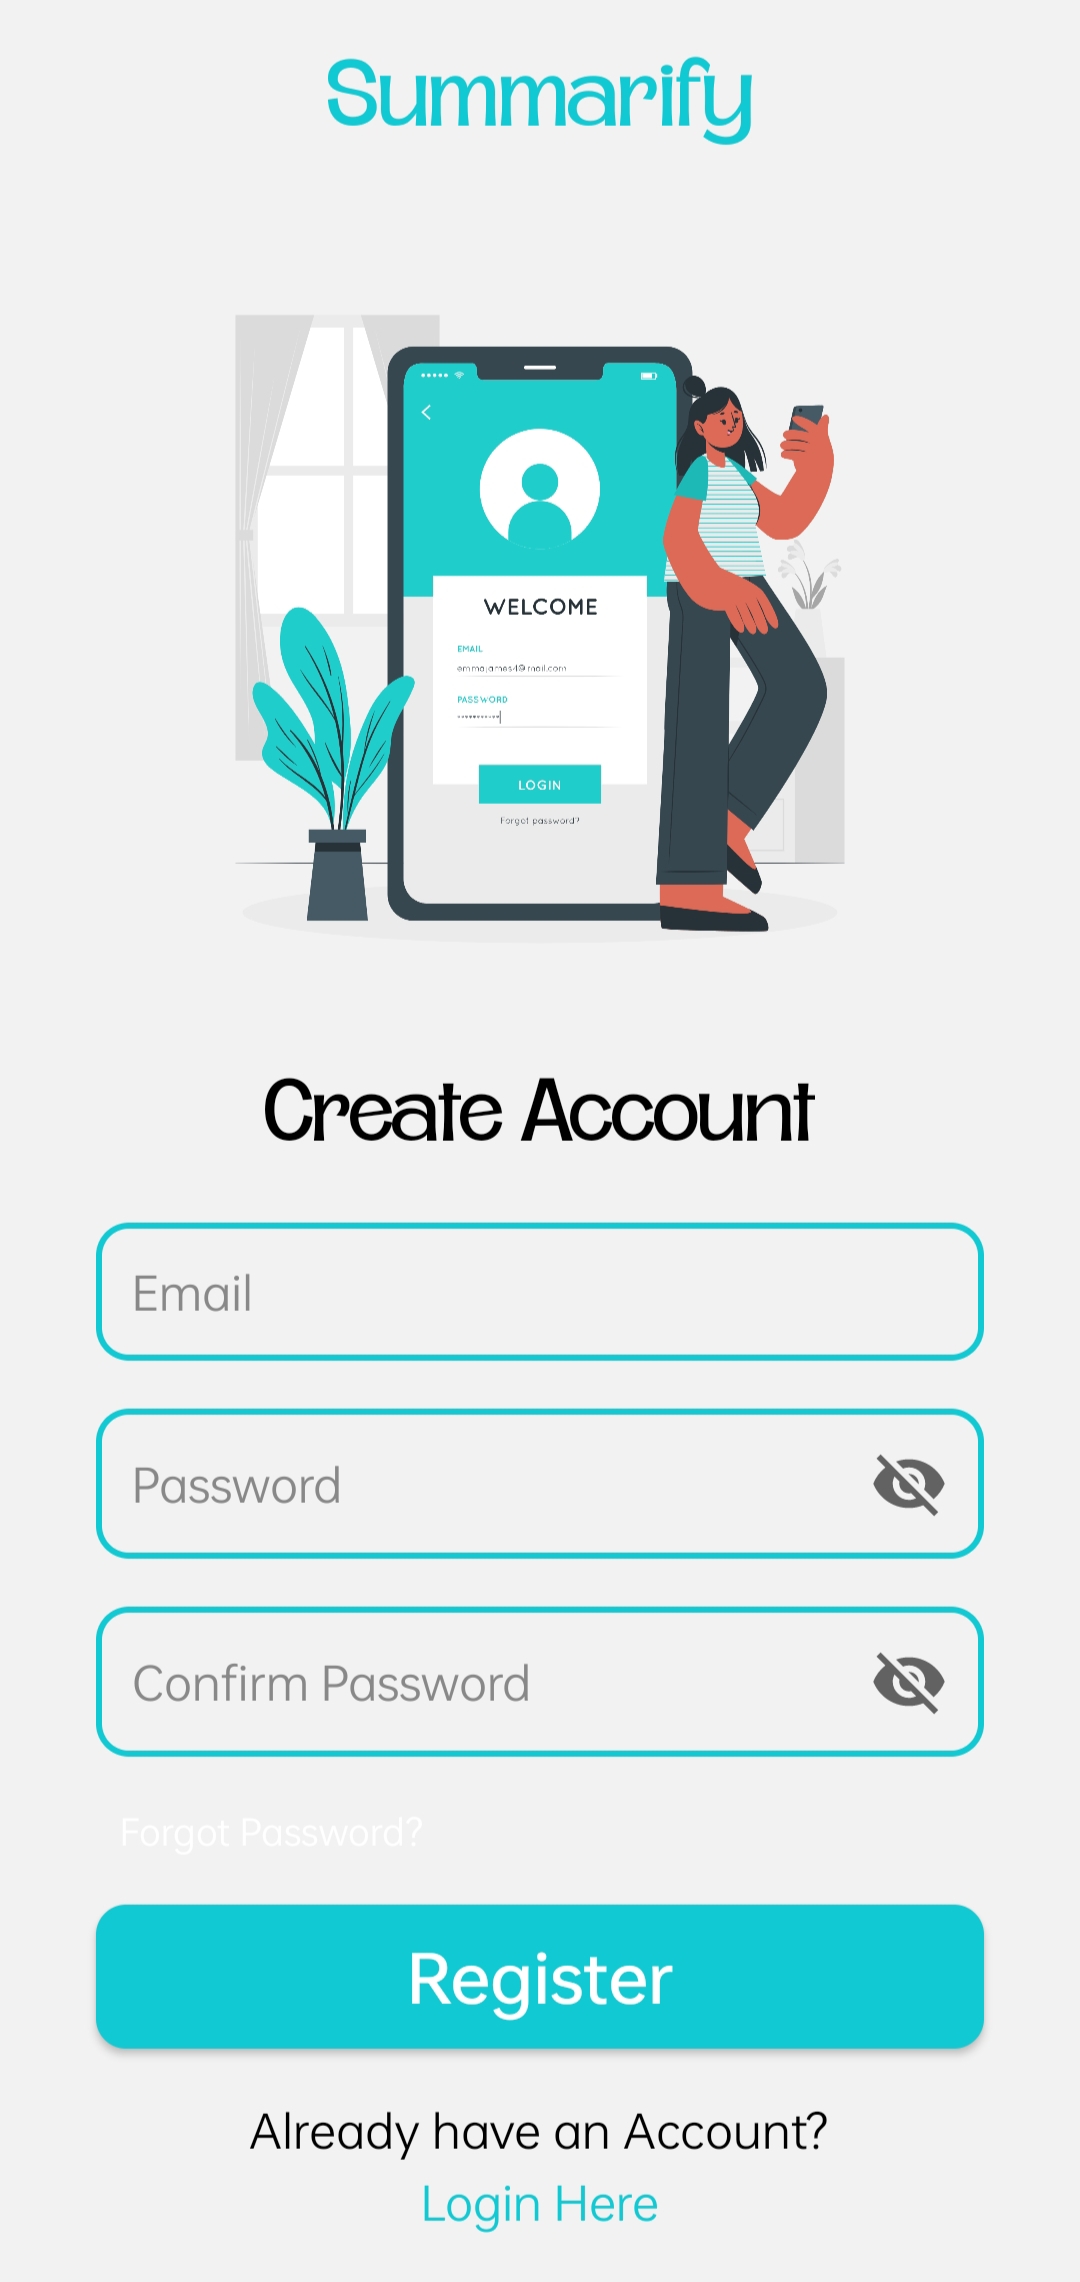 Summarify
WELCOME
EMAIL
emmajames4@mail.com
PASSWORD
LOGIN
Forgot password?
Create Account
Email
Password
Confirm Password
Forgot Password?
Register
Already have an Account?
Login Here